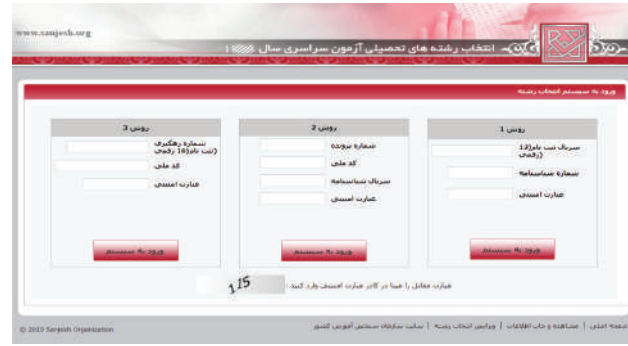 www.sanjesh.org
انتخاب رشته های تحصیلی آزمون سراسری سال
ورود به سیستم انتخاب رشته
روش 1
سریال ثبت نام(12
رقمی)
شماره شناسنامه
عبارت امنیتی
ورود به سیستم
روش 2
شماره پرونده
کد ملی
سریال شناسنامه
عبارت امنیتی
ورود به سیستم
روش 3
شماره رهگیری
(ثبت نام(16 رقمی
کد ملی
عبارت امنیتی
ورود به سیستم
عبارت مقابل را عینا در کادر عبارت امنیتی وارد کنید :
115
صفحه اصلی | مشاهده و چاپ اطلاعات | ویرایش انتخاب رشته | سایت سازمان سنجش آموزش کشور
© 2013 Sanjesh Organization